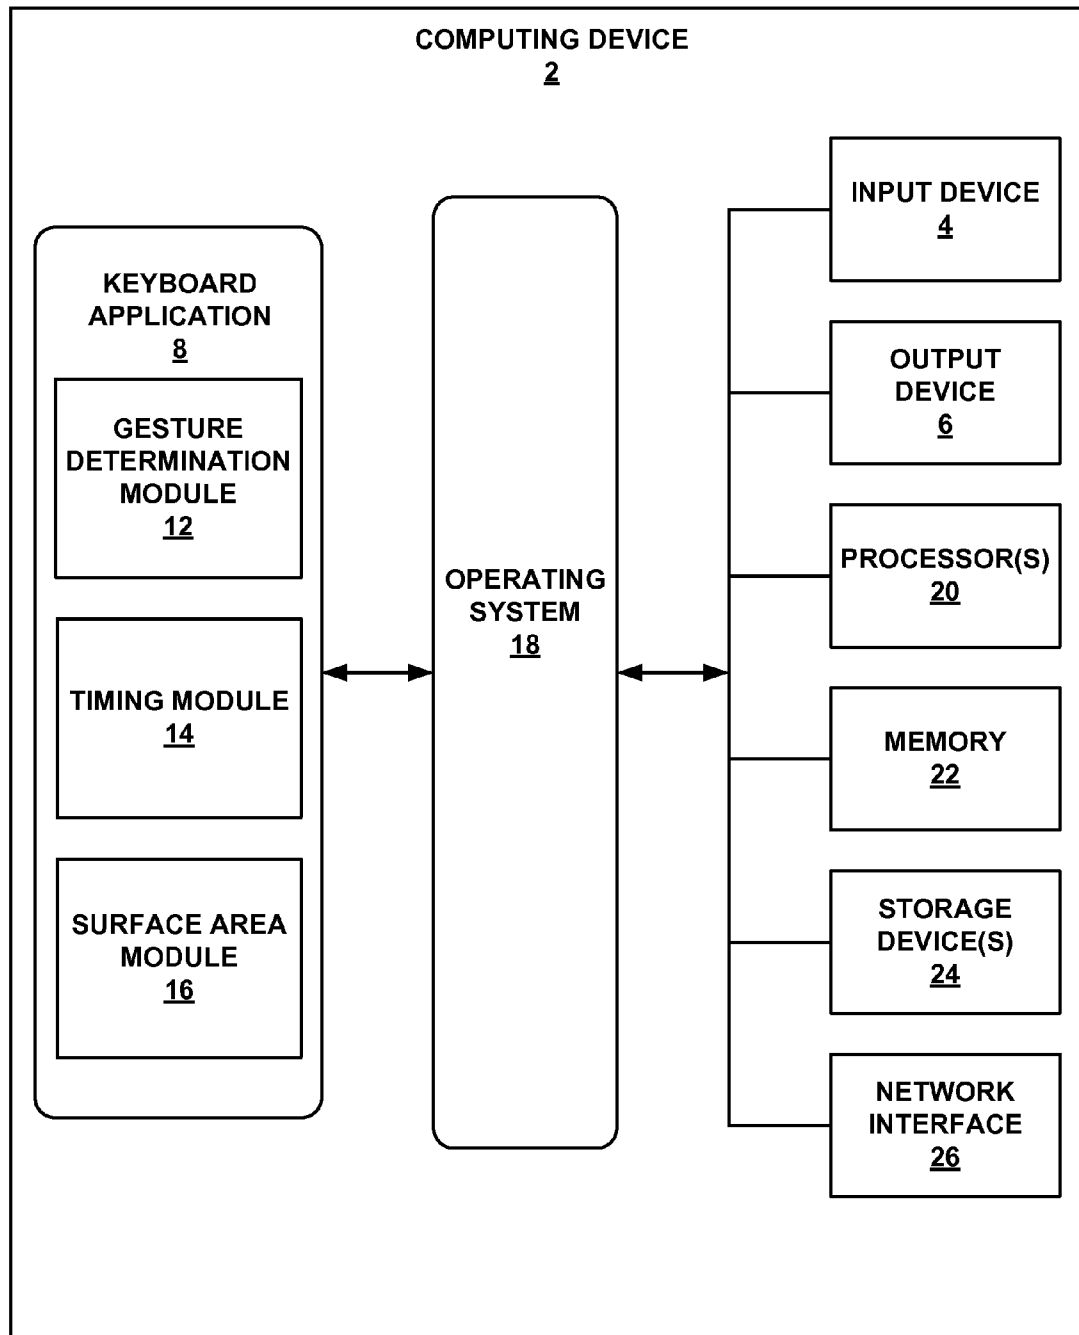 COMPUTING DEVICE
2
KEYBOARD
APPLICATION
8
GESTURE
DETERMINATION
MODULE
12
TIMING MODULE
14
SURFACE AREA
MODULE
16
OPERATING
SYSTEM
18
INPUT DEVICE
4
OUTPUT
DEVICE
6
PROCESSOR(S)
20
MEMORY
22
STORAGE
DEVICE(S)
24
NETWORK
INTERFACE
26